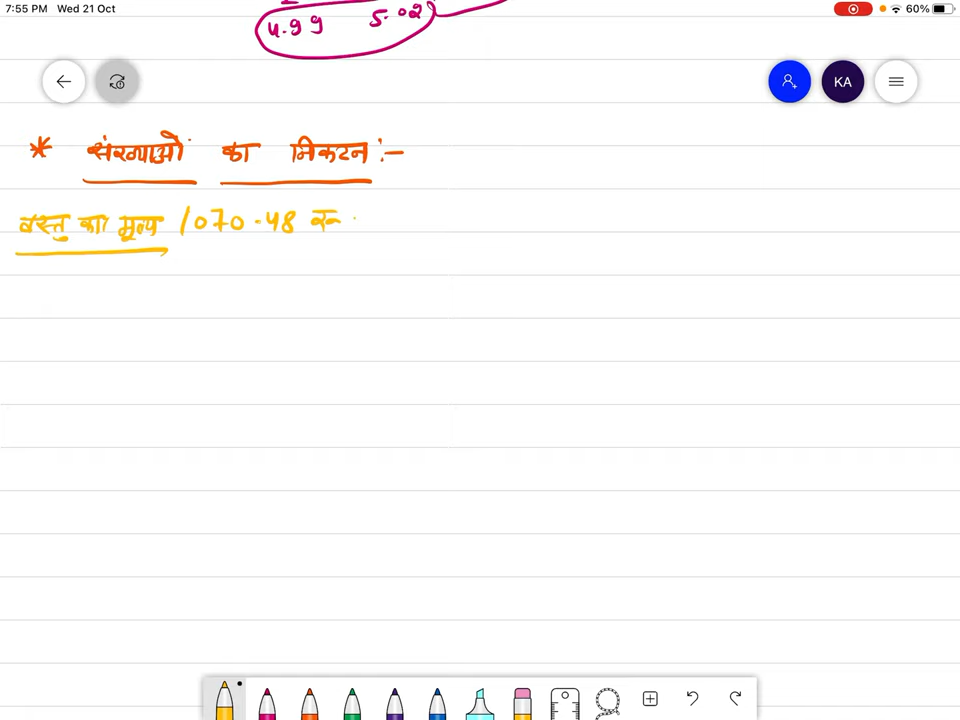 7:55 PM Wed 21 Oct 60%
4.99 5.02
KA
* संख्याओं का निकटन :-
वस्तु का मूल्य 1070.48 रू